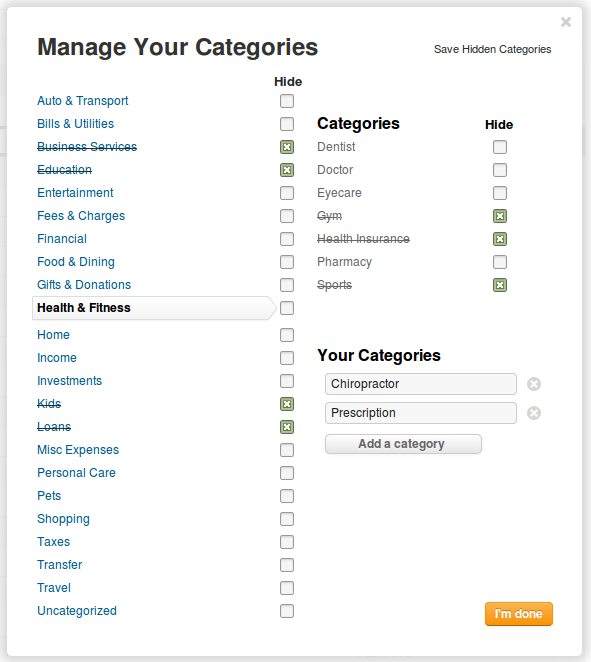 Manage Your Categories
Save Hidden Categories
Hide
Auto & Transport
Bills & Utilities
Business Services
Education
Entertainment
Fees & Charges
Financial
Food & Dining
Gifts & Donations
Health & Fitness
Home
Income
Investments
Kids
Loans
Misc Expenses
Personal Care
Pets
Shopping
Taxes
Transfer
Travel
Uncategorized
Categories Hide
Dentist
Doctor
Eyecare
Gym
Health Insurance
Pharmacy
Sports
Your Categories
Chiropractor
Prescription
Add a category
I'm done